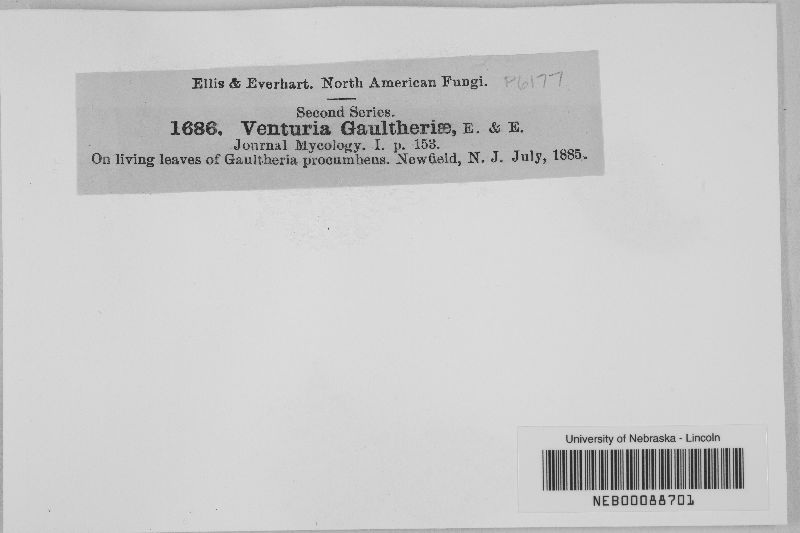 Ellis & Everhart. North American Fungi. P6177
Second Series.
1686. Venturia Gaultheriæ, E. & E.
Journal Mycology. I. p. 153.
On living leaves of Gaultheria procumbens. Newfield, N. J. July, 1885.
University of Nebraska - Lincoln
NEB00088701